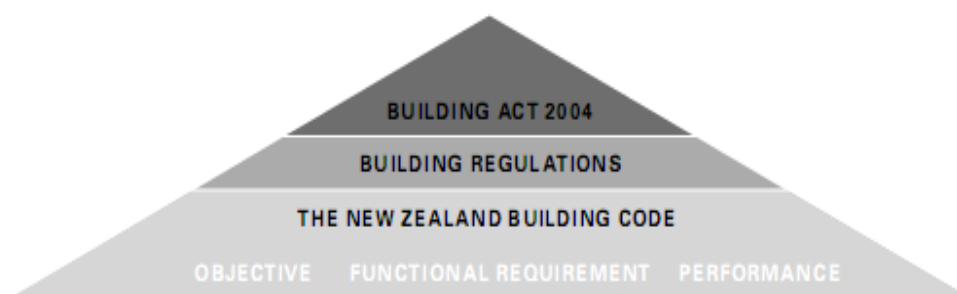 BUILDING ACT 2004
BUILDING REGULATIONS
THE NEW ZEALAND BUILDING CODE
OBJECTIVE FUNCTIONAL REQUIREMENT PERFORMANCE